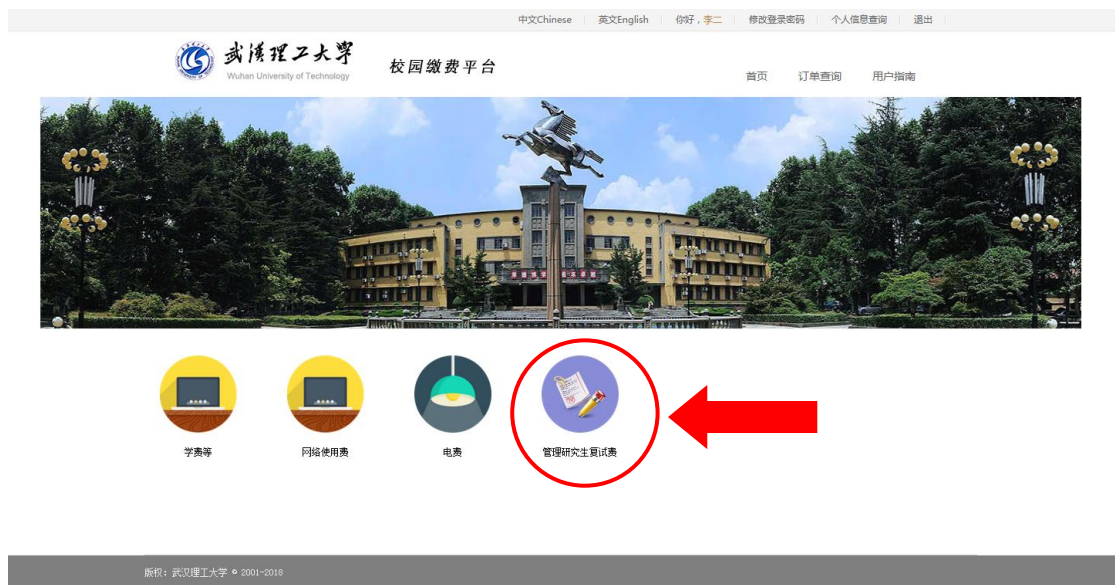 中文Chinese 英文English 你好，李二 修改登录密码 个人信息查询 退出
武汉理工大学
Wuhan University of Technology
校园缴费平台
首页 订单查询 用户指南
学费等 网络使用费 电费 管理研究生复试费
版权：武汉理工大学 © 2001-2018